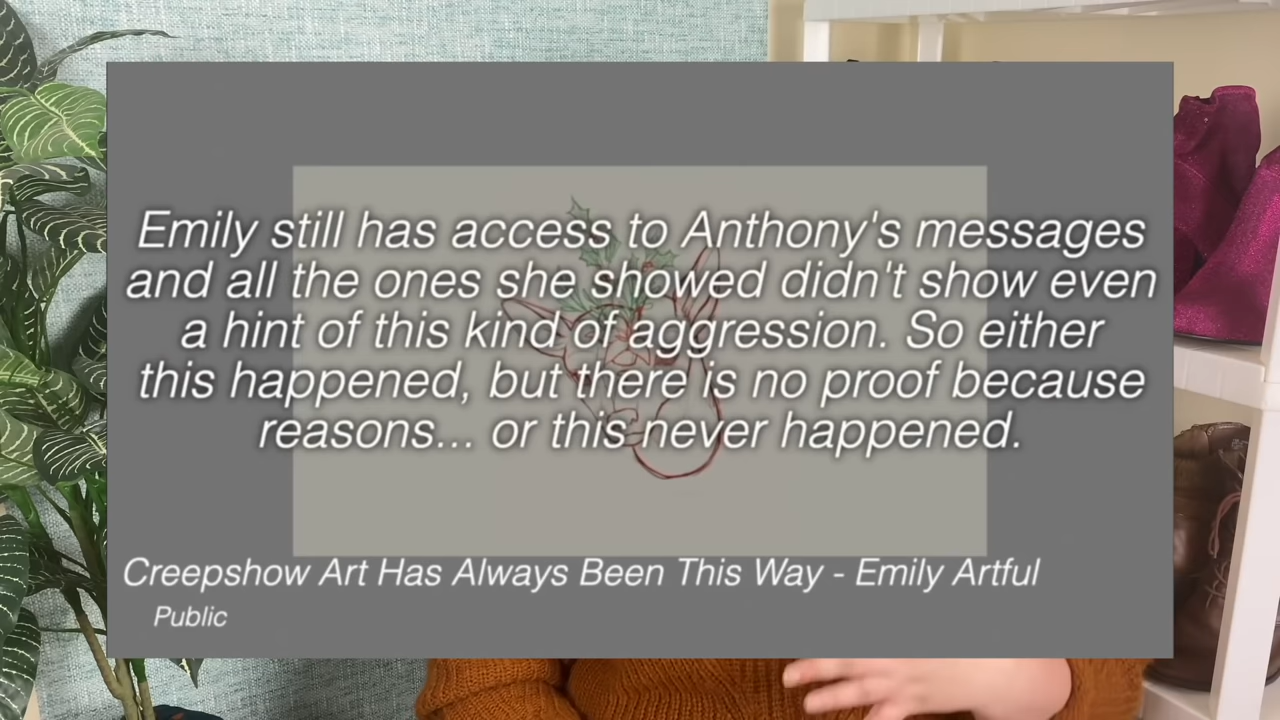 Emily still has access to Anthony's messages
and all the ones she showed didn't show even
a hint of this kind of aggression. So either
this happened, but there is no proof because
reasons... or this never happened.
Creepshow Art Has Always Been This Way - Emily Artful
Public